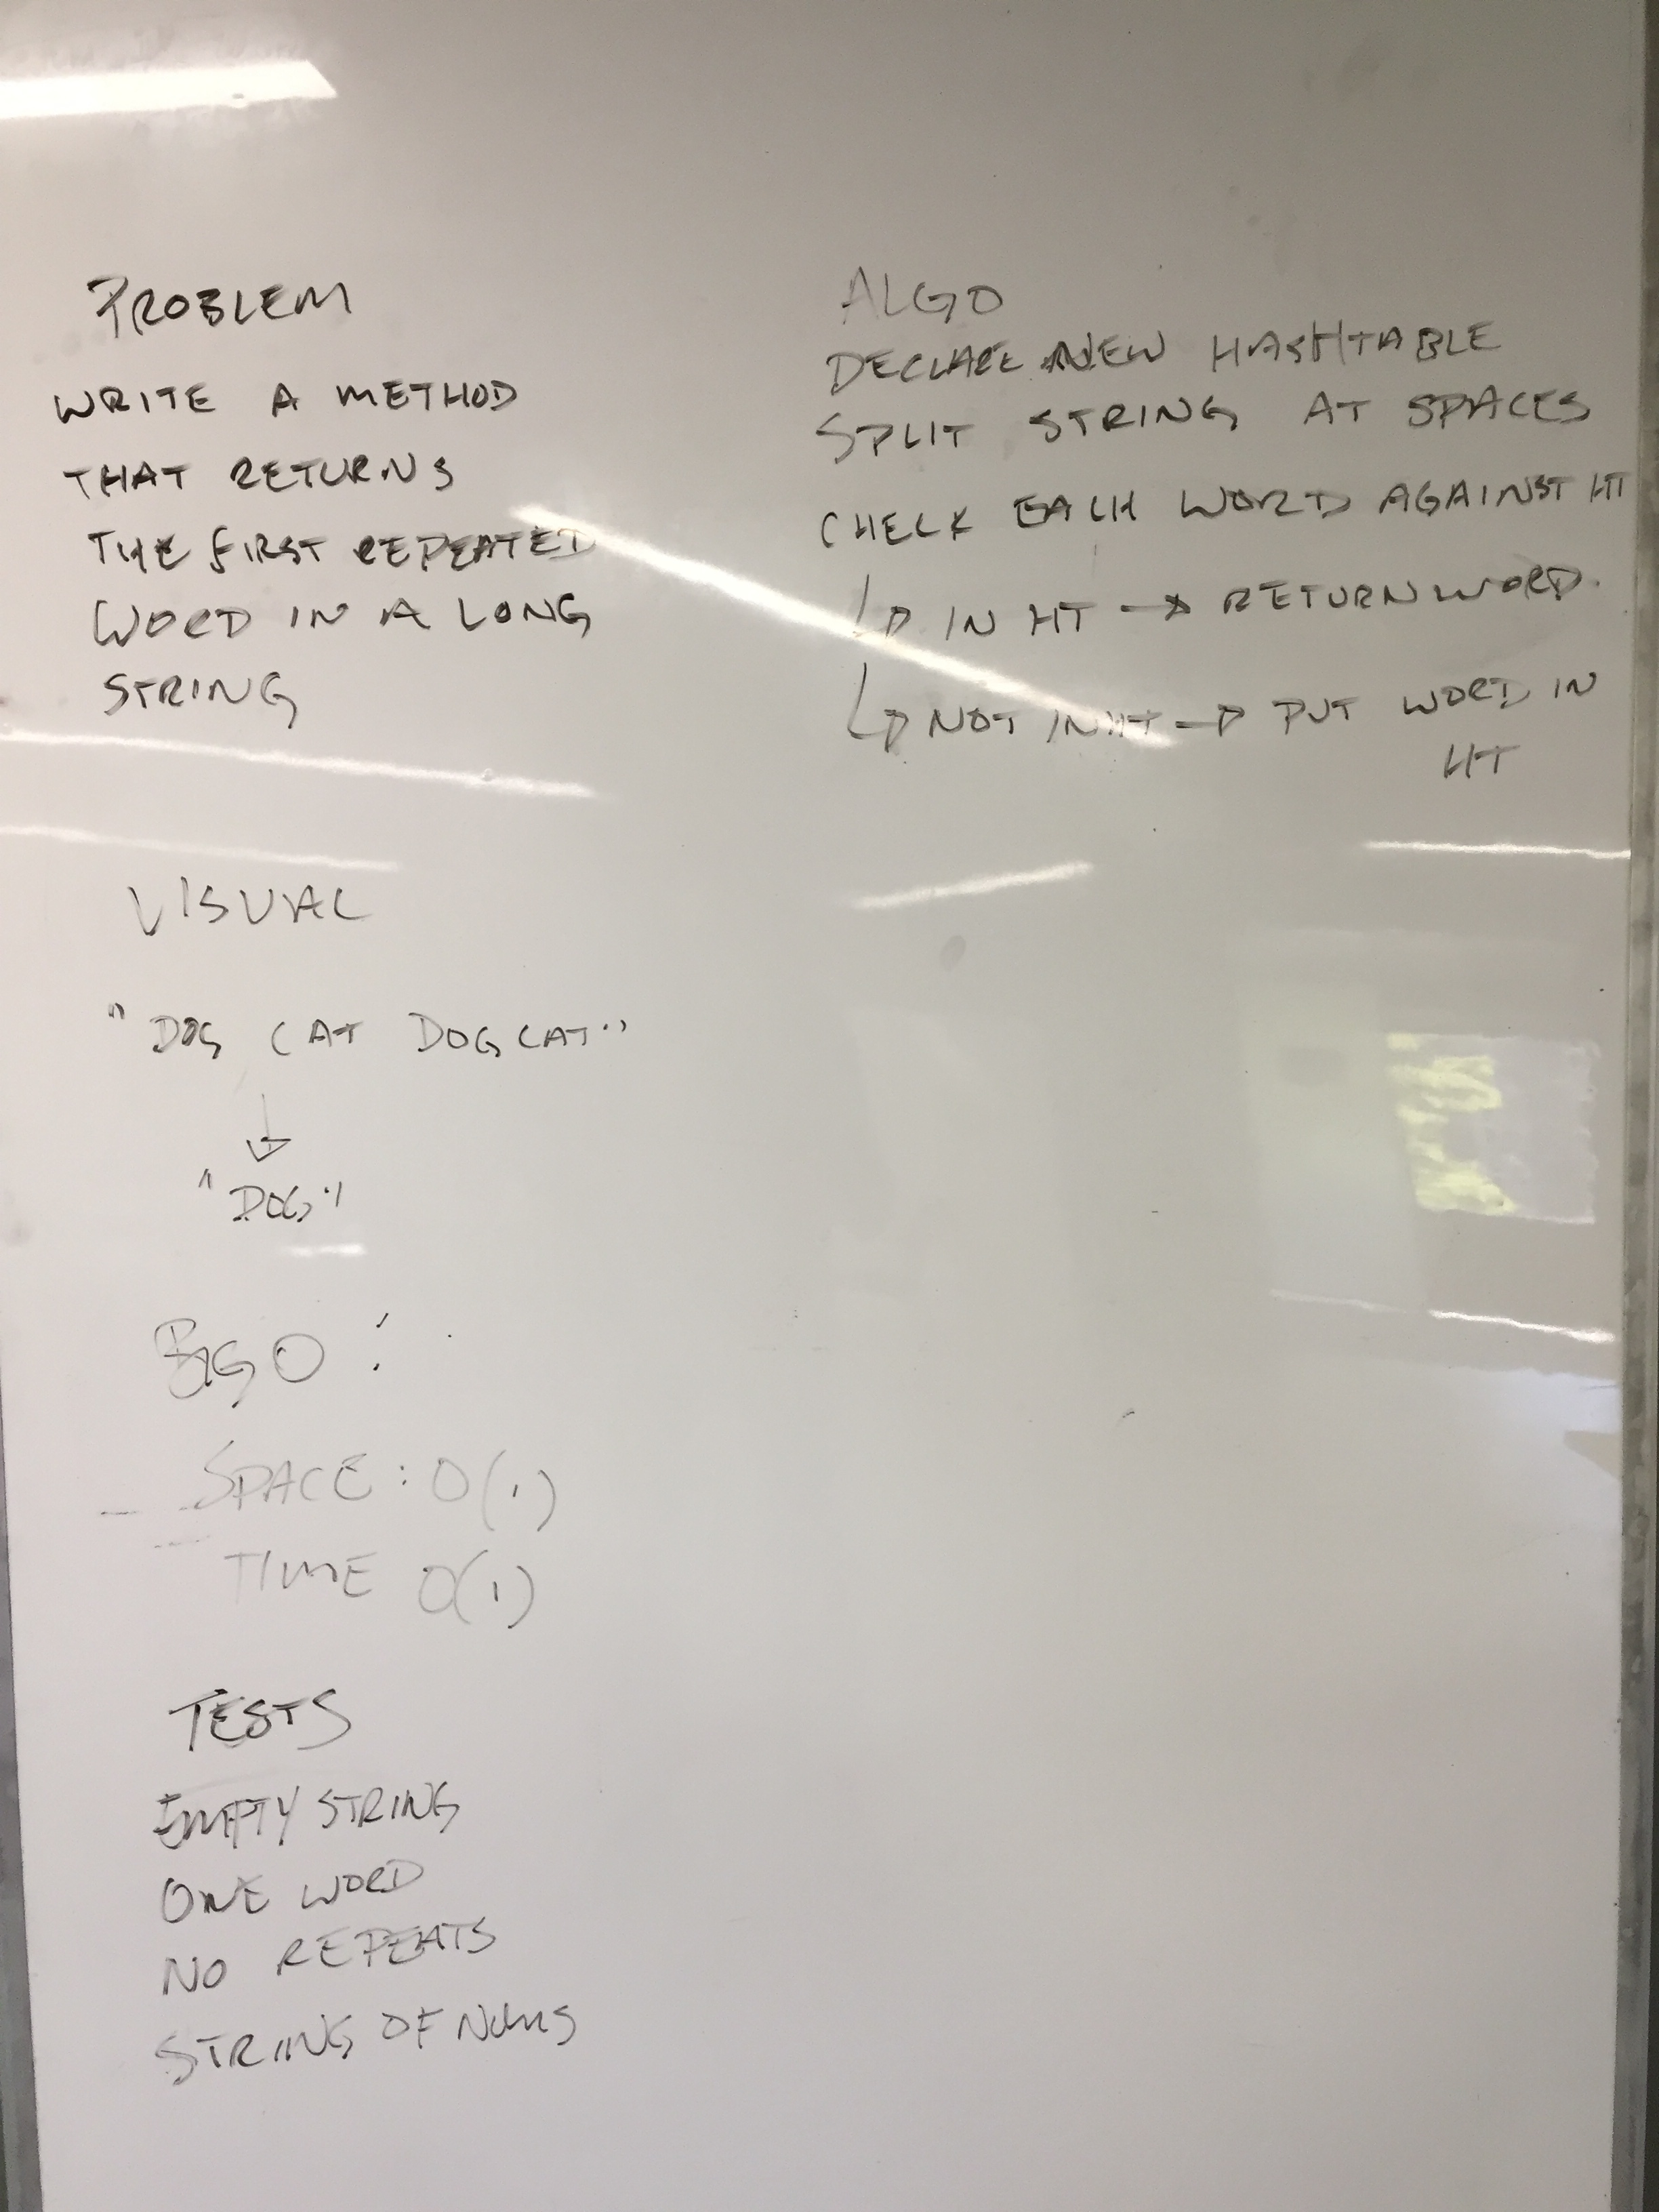 PROBLEM
WRITE A METHOD
THAT RETURNS
THE FIRST REPEATED
WORD IN A LONG
STRING
VISUAL
"DOG CAT DOG CAT"
"DOG"
BIG O :
SPACE : O(1)
TIME O(1)
TESTS
EMPTY STRING
ONE WORD
NO REPEATS
STRING OF NUMS
ALGO
DECLARE NEW HASHTABLE
SPLIT STRING AT SPACES
CHECK EACH WORD AGAINST HT
↳ IN HT → RETURN WORD.
↳ NOT IN HT → PUT WORD IN
HT